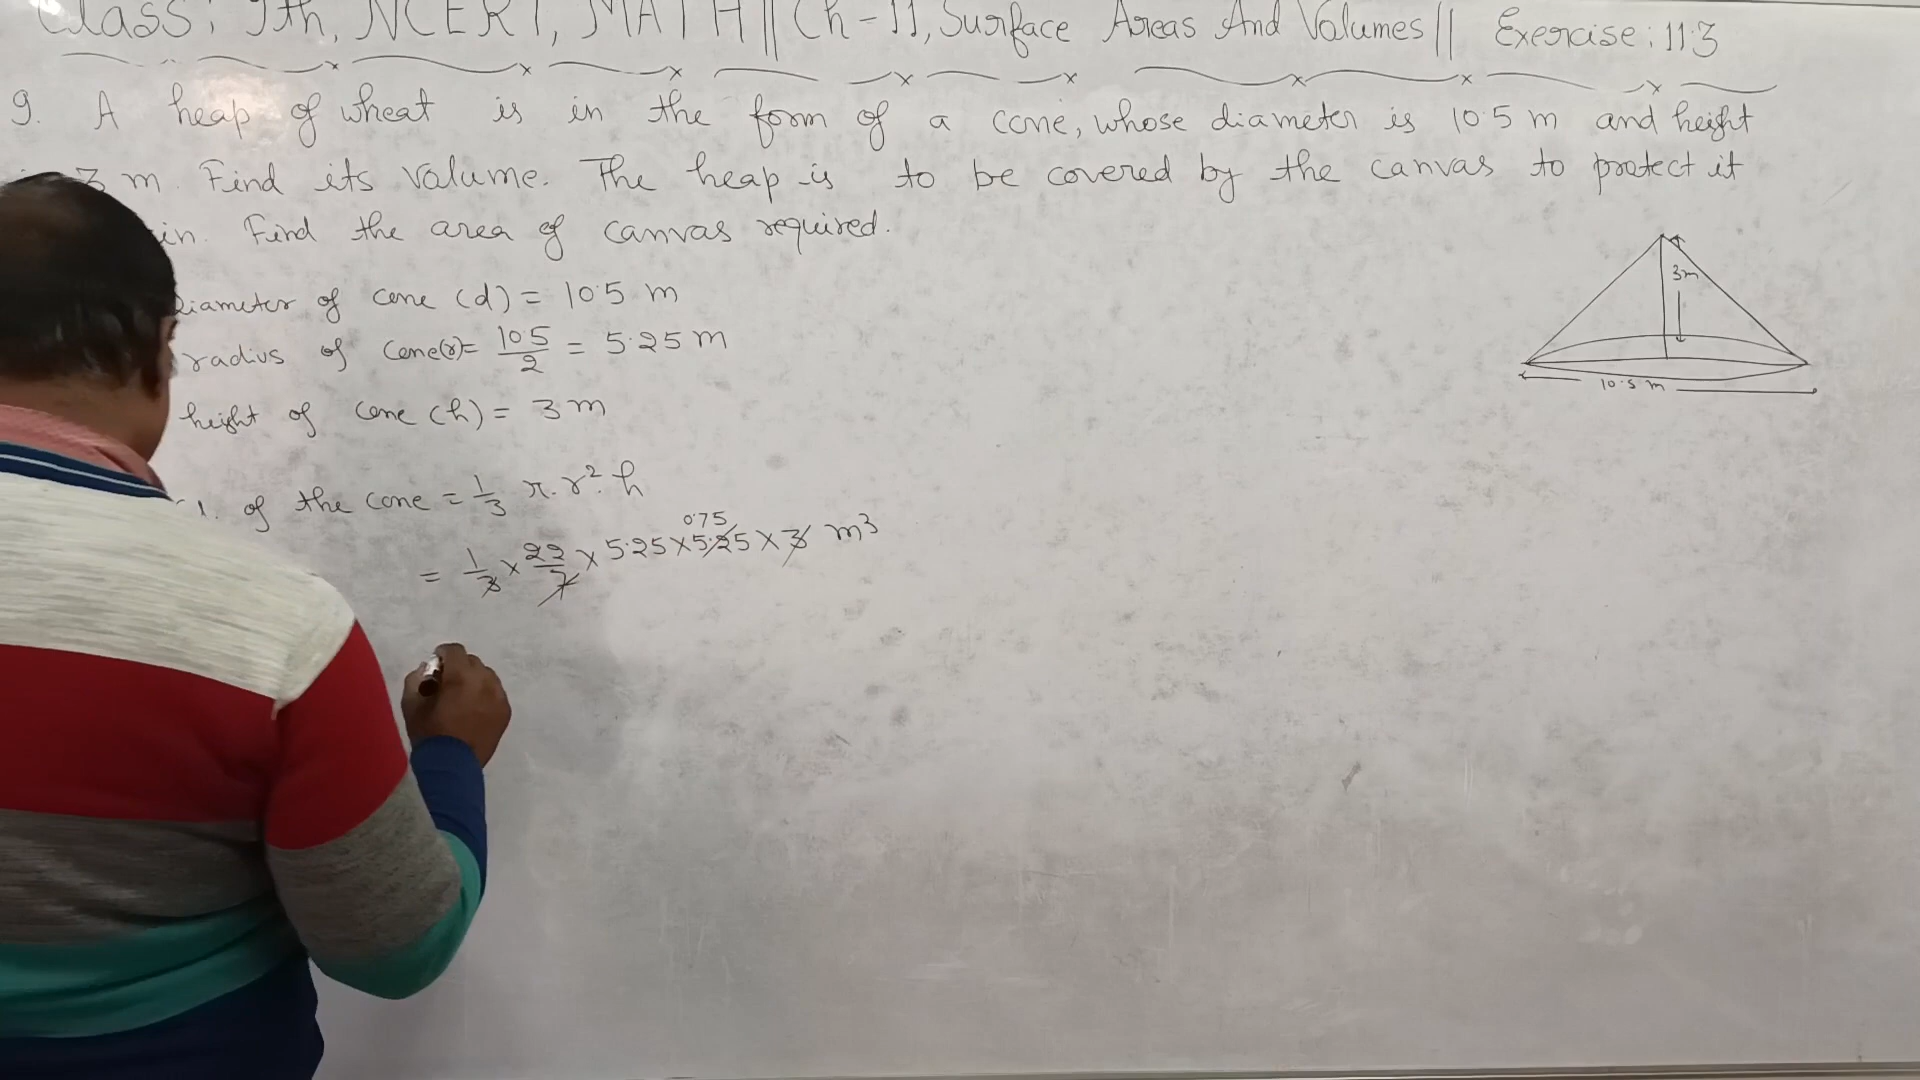 Class: 9th, NCERT, MATH || Ch-11, Surface Areas And Volumes || Exercise: 11.3
9. A heap of wheat is in the form of a cone, whose diameter is 10.5 m and height
3 m. Find its volume. The heap is to be covered by the canvas to protect it
in. Find the area of canvas required.
Diameter of cone (d) = 10.5 m
radius of cone(r)= 10.5/2 = 5.25 m
height of cone (h) = 3 m
of the cone = 1/3 π.r².h
= 1/3 × 22/7 × 5.25 × 5.25 × 3 m³
0.75
3m
10.5 m